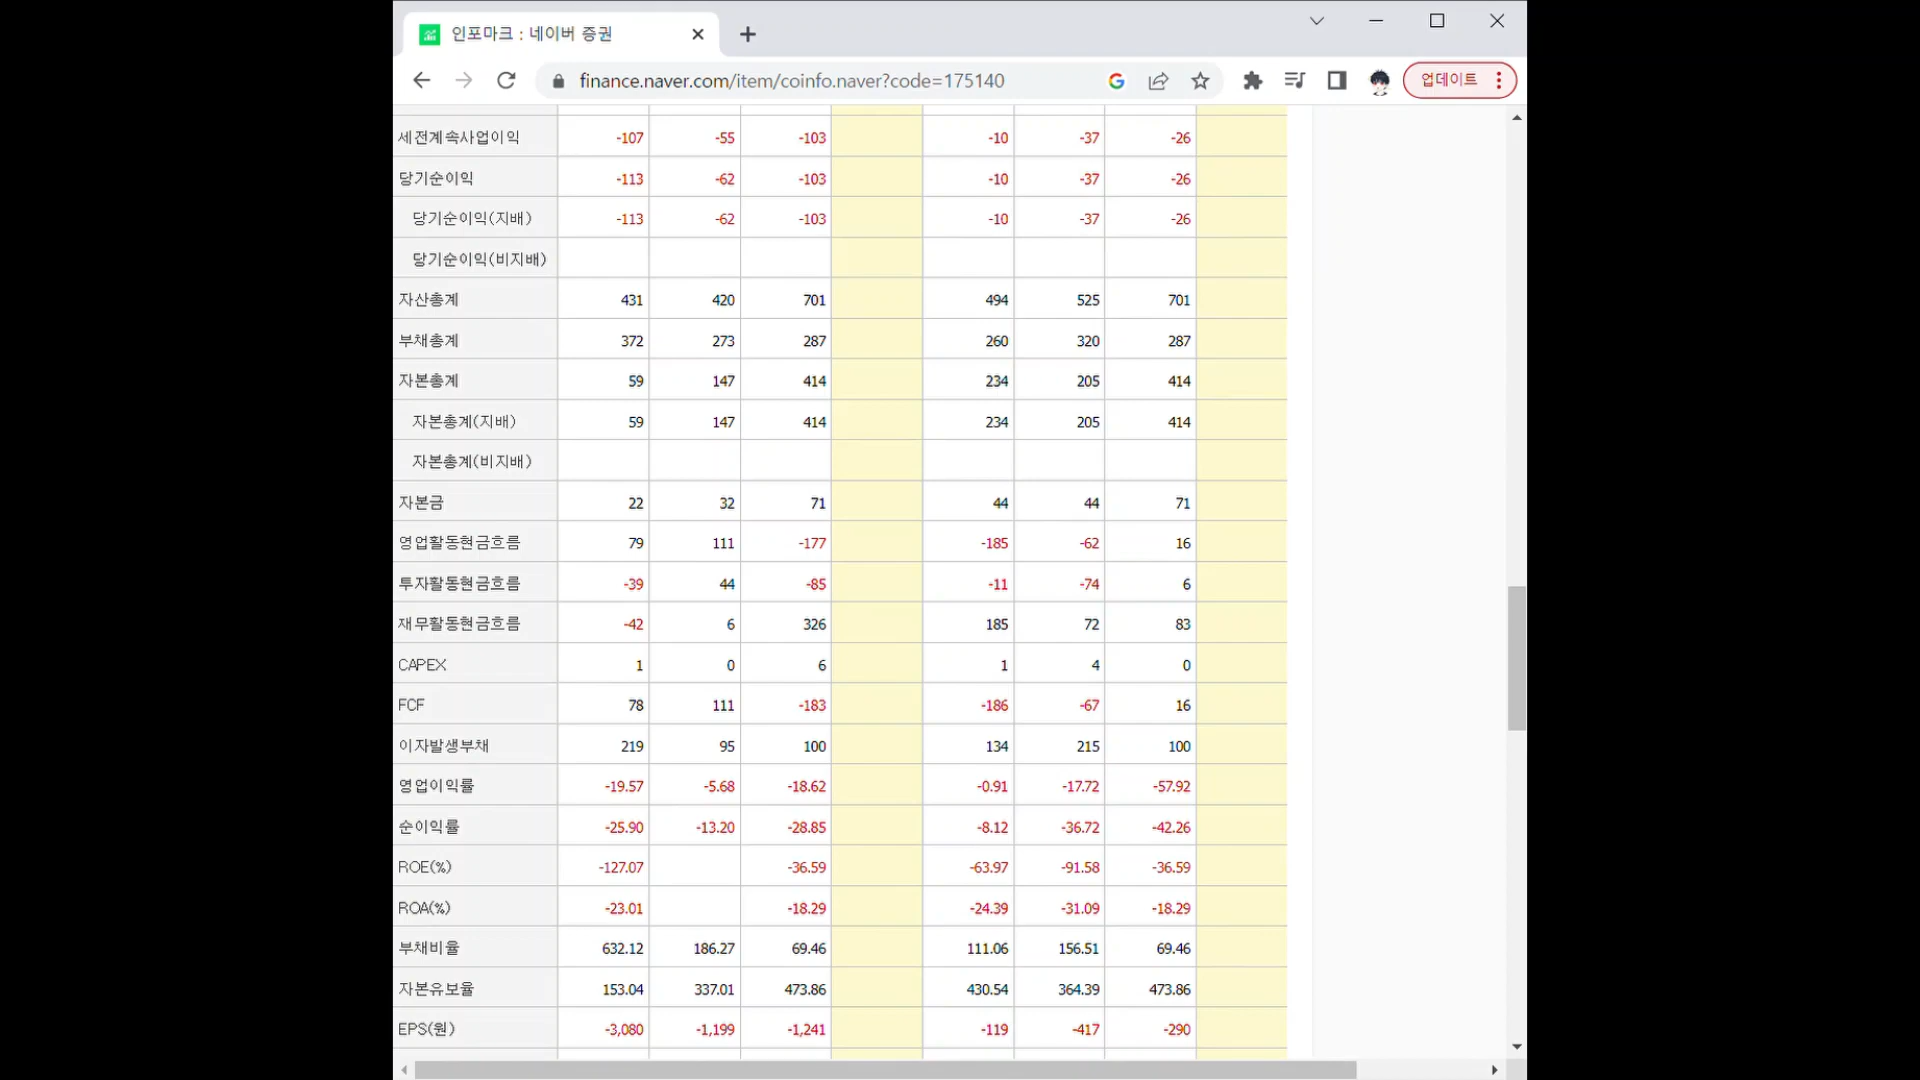 인포마크 : 네이버 증권
finance.naver.com/item/coinfo.naver?code=175140
업데이트
세전계속사업이익 -107 -55 -103 -10 -37 -26
당기순이익 -113 -62 -103 -10 -37 -26
당기순이익(지배) -113 -62 -103 -10 -37 -26
당기순이익(비지배)
자산총계 431 420 701 494 525 701
부채총계 372 273 287 260 320 287
자본총계 59 147 414 234 205 414
자본총계(지배) 59 147 414 234 205 414
자본총계(비지배)
자본금 22 32 71 44 44 71
영업활동현금흐름 79 111 -177 -185 -62 16
투자활동현금흐름 -39 44 -85 -11 -74 6
재무활동현금흐름 -42 6 326 185 72 83
CAPEX 1 0 6 1 4 0
FCF 78 111 -183 -186 -67 16
이자발생부채 219 95 100 134 215 100
영업이익률 -19.57 -5.68 -18.62 -0.91 -17.72 -57.92
순이익률 -25.90 -13.20 -28.85 -8.12 -36.72 -42.26
ROE(%) -127.07 -36.59 -63.97 -91.58 -36.59
ROA(%) -23.01 -18.29 -24.39 -31.09 -18.29
부채비율 632.12 186.27 69.46 111.06 156.51 69.46
자본유보율 153.04 337.01 473.86 430.54 364.39 473.86
EPS(원) -3,080 -1,199 -1,241 -119 -417 -290